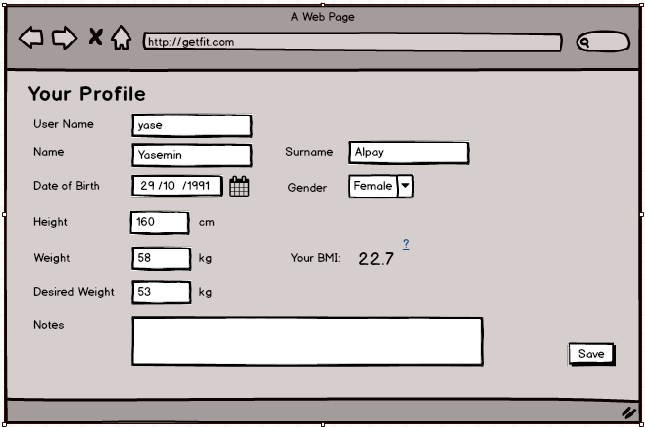 A Web Page
http://getfit.com
Your Profile
User Name yase
Name Yasemin Surname Alpay
Date of Birth 29 /10 /1991 Gender Female
Height 160 cm
Weight 58 kg Your BMI: 22.7 ?
Desired Weight 53 kg
Notes
Save